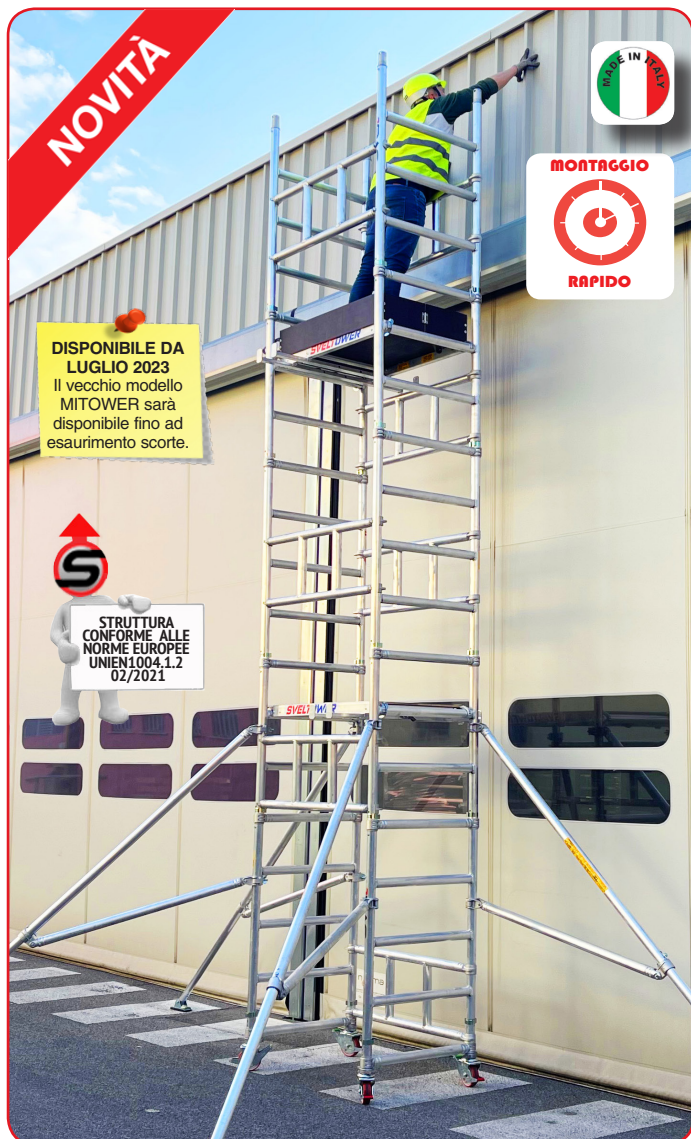 NOVITÀ
MADE IN ITALY
MONTAGGIO
RAPIDO
DISPONIBILE DA
LUGLIO 2023
Il vecchio modello
MITOWER sarà
disponibile fino ad
esaurimento scorte.
SVELTOWER
S
STRUTTURA
CONFORME ALLE
NORME EUROPEE
UNIEN1004.1.2
02/2021
SVELTOWER